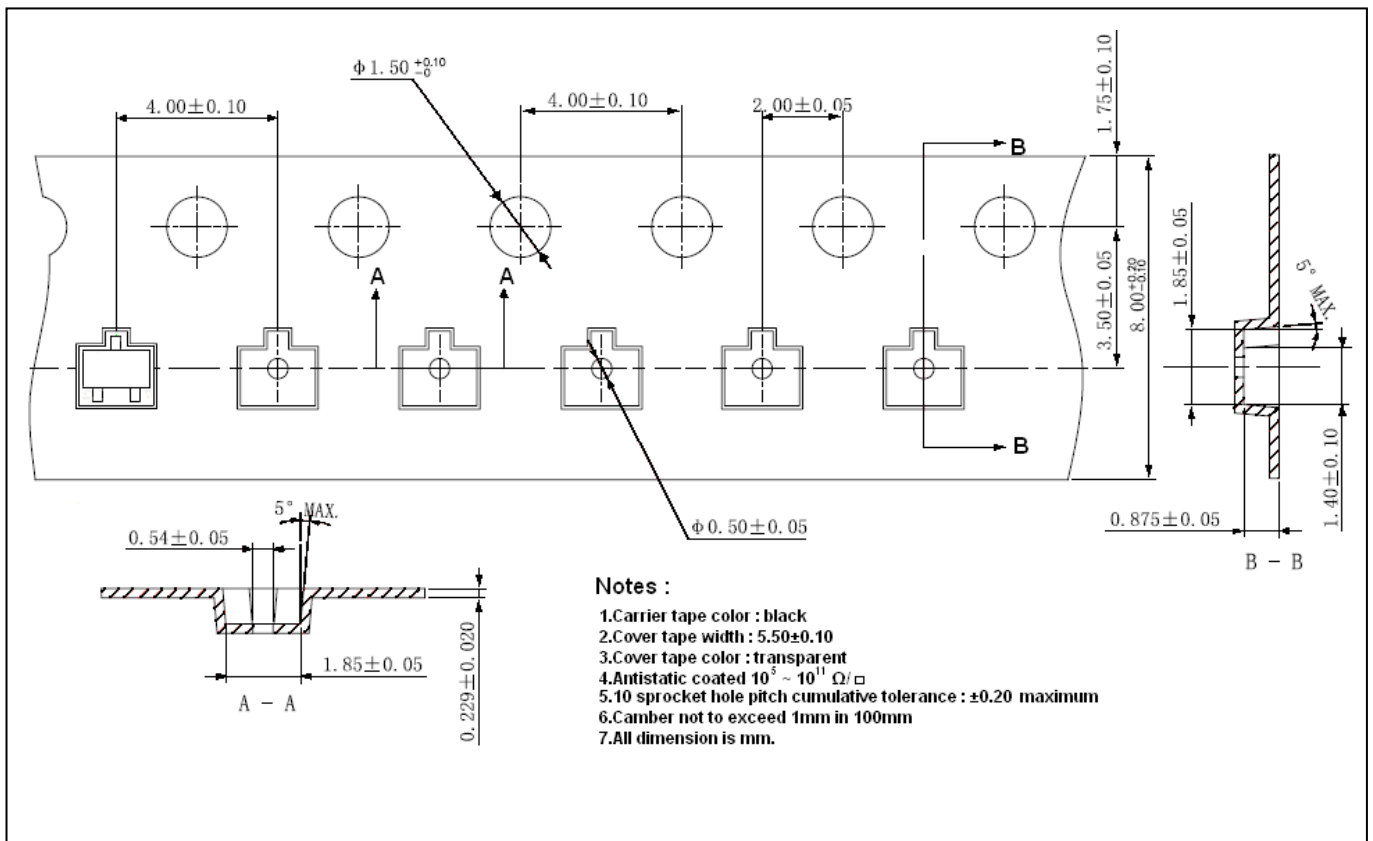 φ1.50 +0.10 -0
4.00±0.10
4.00±0.10
2.00±0.05
1.75±0.10
B
A
A
3.50±0.05
8.00 +0.20 -0.10
1.85±0.05
5° MAX.
B
1.40±0.10
0.875±0.05
B - B
5° MAX.
0.54±0.05
φ0.50±0.05
1.85±0.05
A - A
0.229±0.020
Notes :
1.Carrier tape color : black
2.Cover tape width : 5.50±0.10
3.Cover tape color : transparent
4.Antistatic coated 10⁵ ~ 10¹¹ Ω/□
5.10 sprocket hole pitch cumulative tolerance : ±0.20 maximum
6.Camber not to exceed 1mm in 100mm
7.All dimension is mm.